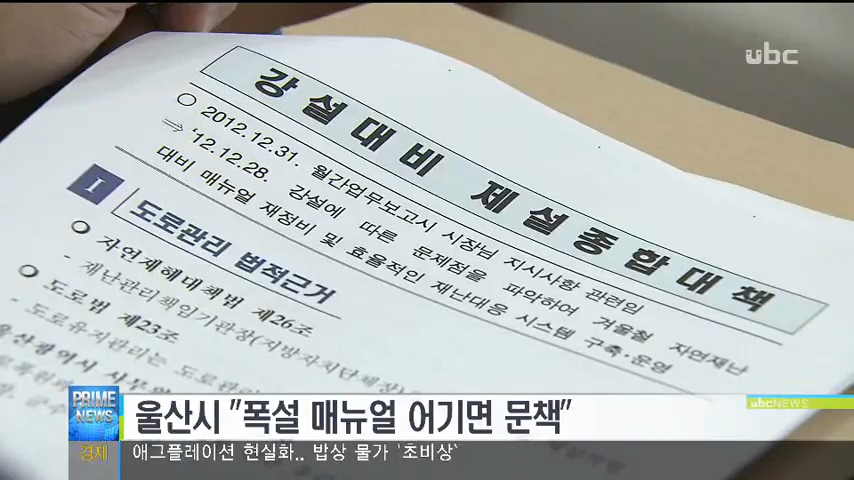 ubc
강설대비 제설종합대책
○ 2012.12.31. 월간업무보고시 시장님 지시사항 관련임
⇒ '12.12.28. 강설에 따른 문제점을 파악하여 겨울철 자연재난
대비 매뉴얼 재정비 및 효율적인 재난대응 시스템 구축·운영
Ⅰ 도로관리 법적근거
○ 자연재해대책법 제26조
- 재난관리책임기관장(지방자치단체장)
○ 도로법 제23조
- 도로유지관리는 도로관리
울산광역시 사무
PRIME NEWS
울산시 "폭설 매뉴얼 어기면 문책"
ubcNEWS
경제
애그플레이션 현실화.. 밥상 물가 '초비상'